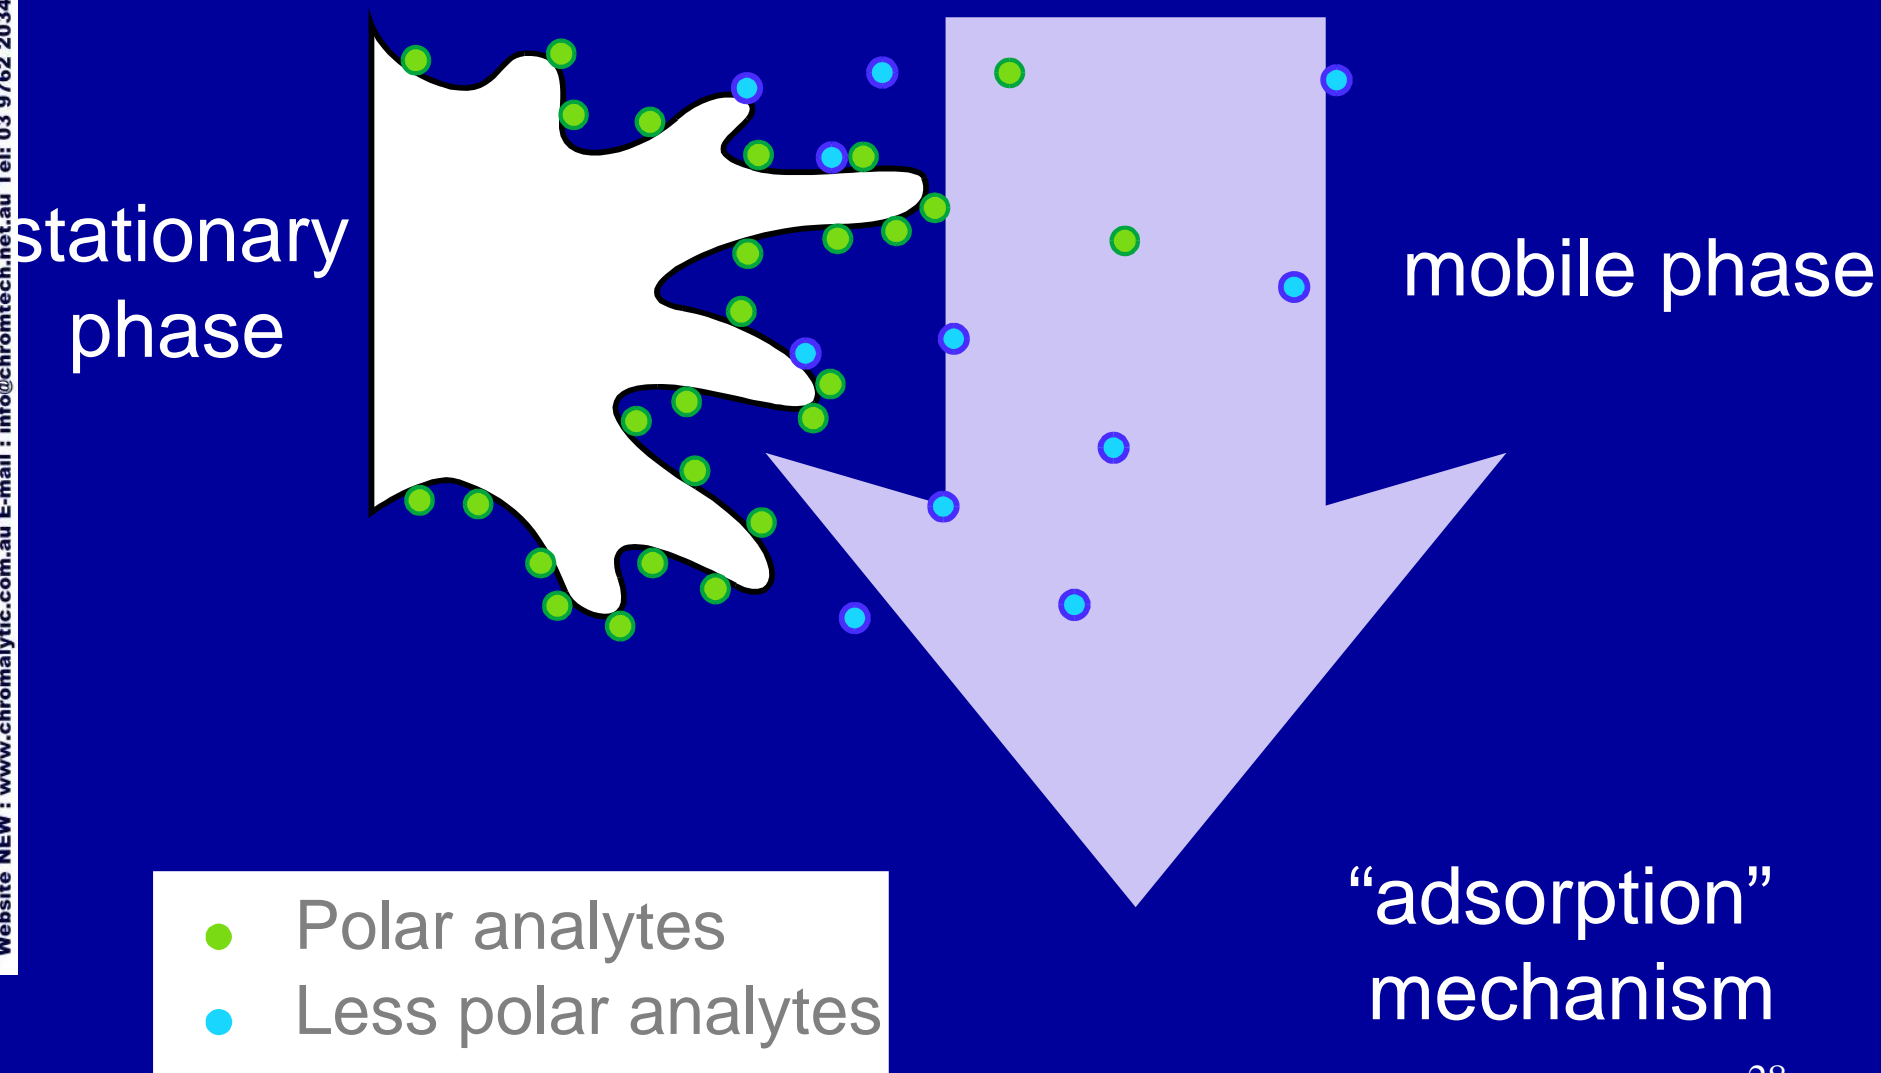 Website NEW : www.chromalytic.com.au E-mail : info@chromtech.net.au Tel: 03 9762 2034
stationary
phase
mobile phase
“adsorption”
mechanism
Polar analytes
Less polar analytes